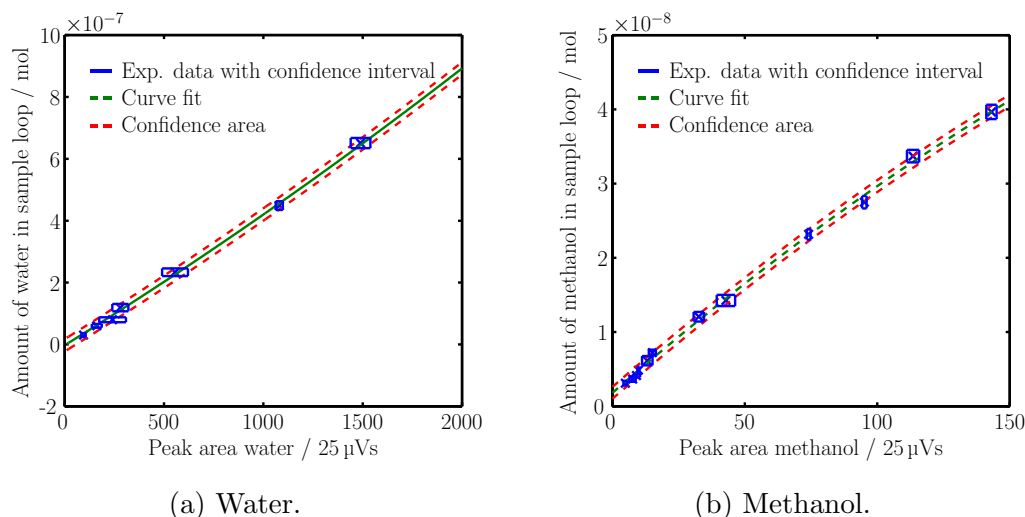 ×10⁻⁷
10
8
6
4
2
0
-2
0 500 1000 1500 2000
Amount of water in sample loop / mol
Exp. data with confidence interval
Curve fit
Confidence area
Peak area water / 25 µVs
(a) Water.
×10⁻⁸
5
4
3
2
1
0
0 50 100 150
Amount of methanol in sample loop / mol
Exp. data with confidence interval
Curve fit
Confidence area
Peak area methanol / 25 µVs
(b) Methanol.